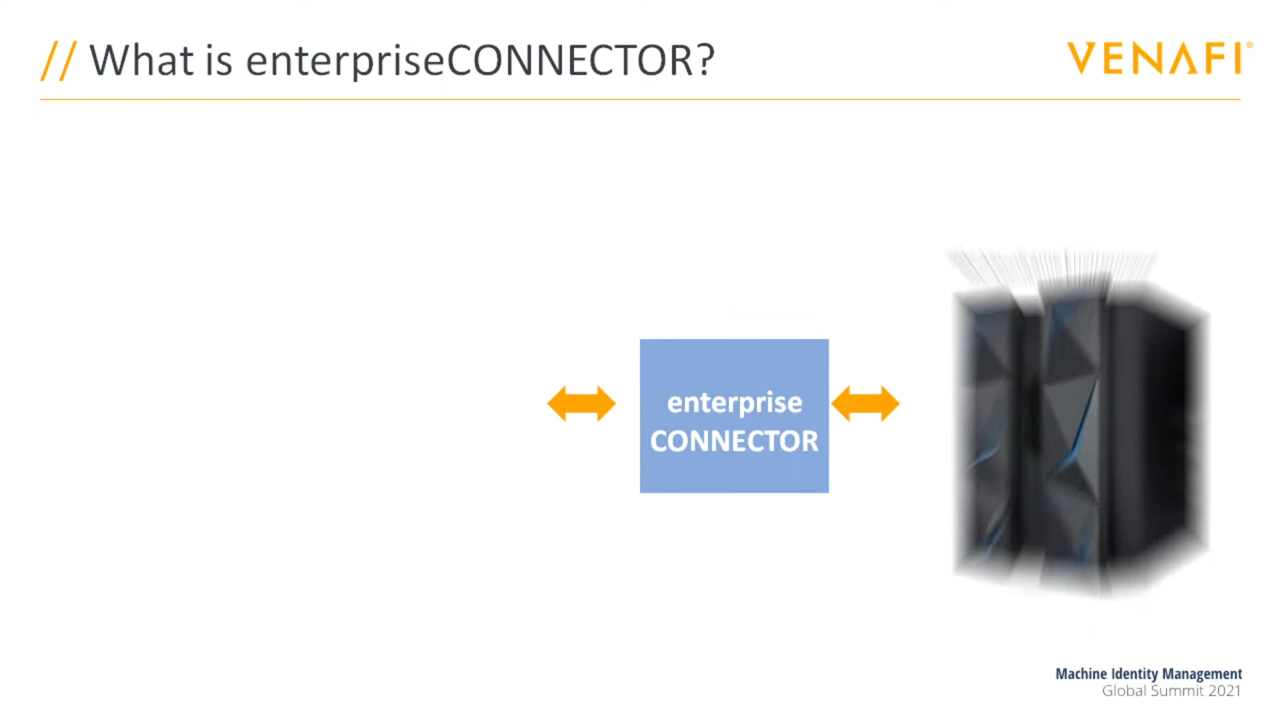 // What is enterpriseCONNECTOR?
VENAFI®
enterprise
CONNECTOR
Machine Identity Management
Global Summit 2021